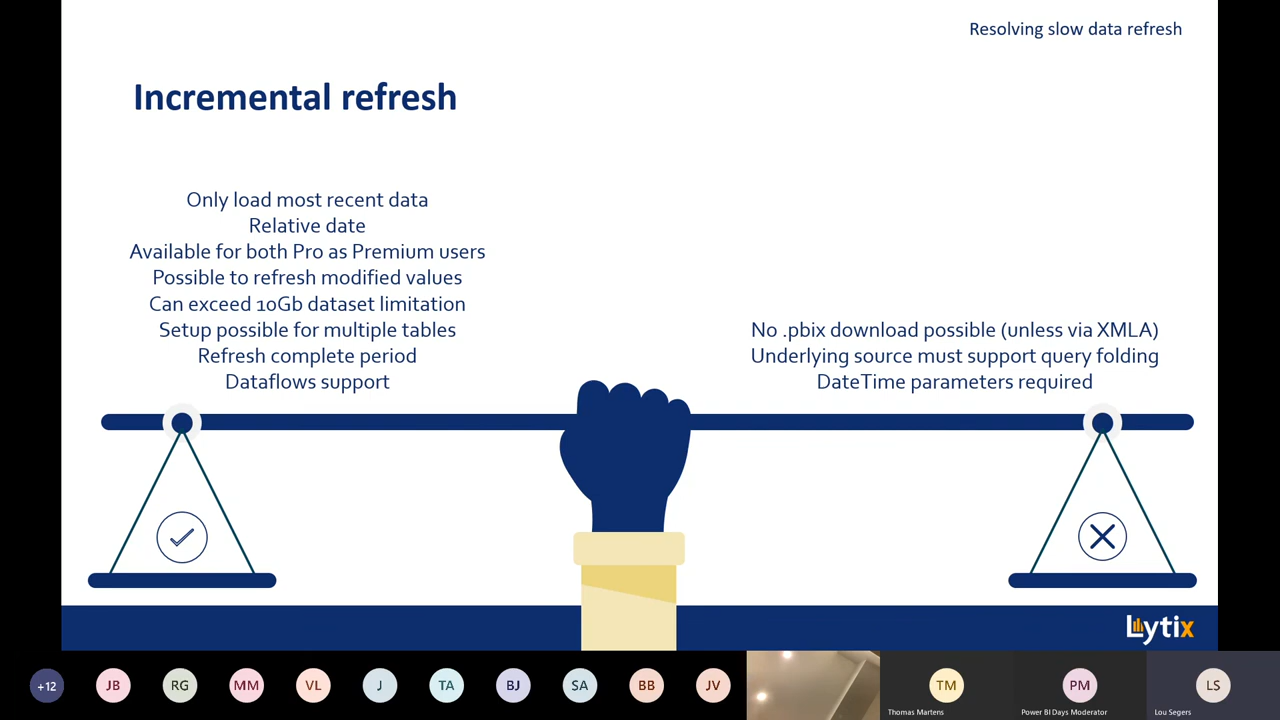 Resolving slow data refresh
Incremental refresh
Only load most recent data
Relative date
Available for both Pro as Premium users
Possible to refresh modified values
Can exceed 10Gb dataset limitation
Setup possible for multiple tables
Refresh complete period
Dataflows support
No .pbix download possible (unless via XMLA)
Underlying source must support query folding
DateTime parameters required
Lytix
+12
JB
RG
MM
VL
J
TA
BJ
SA
BB
JV
TM
PM
LS
Thomas Martens
Power BI Days Moderator
Lou Segers